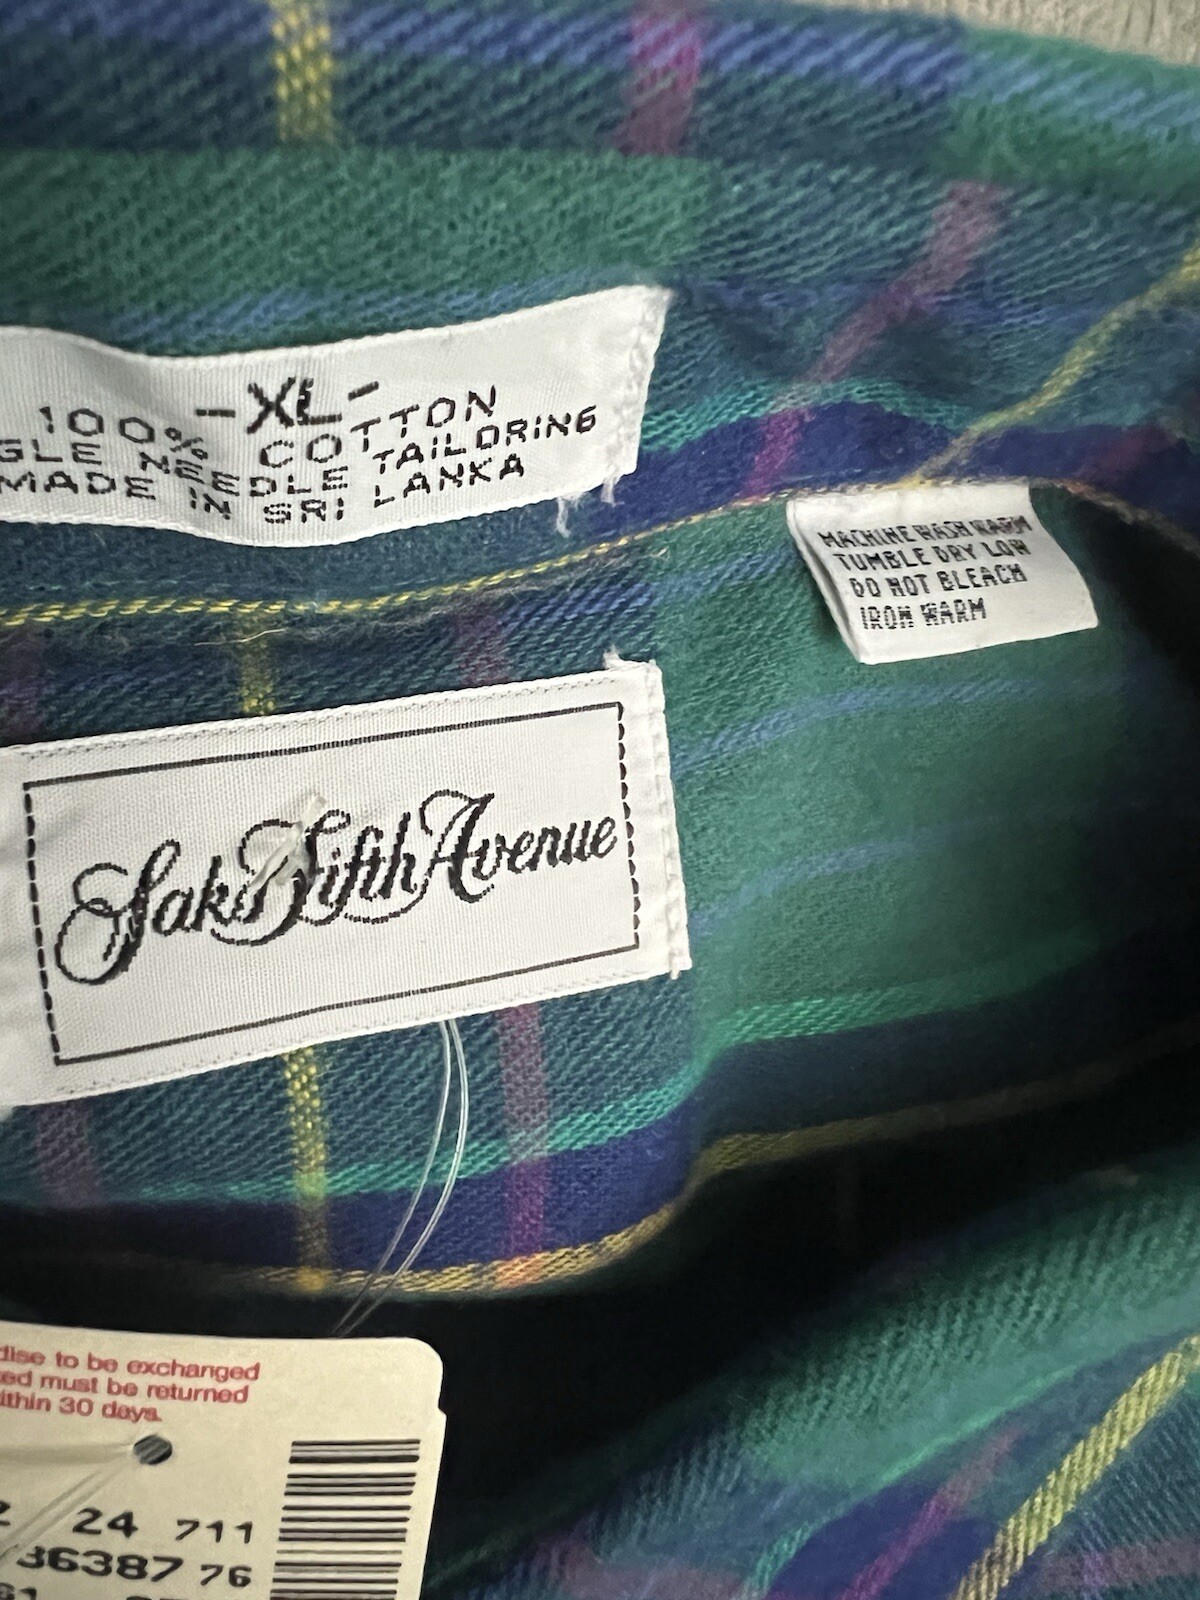 -XL-
100% COTTON
GLE NEEDLE TAILORING
MADE IN SRI LANKA
MACHINE WASH WARM
TUMBLE DRY LOW
DO NOT BLEACH
IRON WARM
Saks Fifth Avenue
dise to be exchanged
ed must be returned
ithin 30 days.
24 711
36387 76